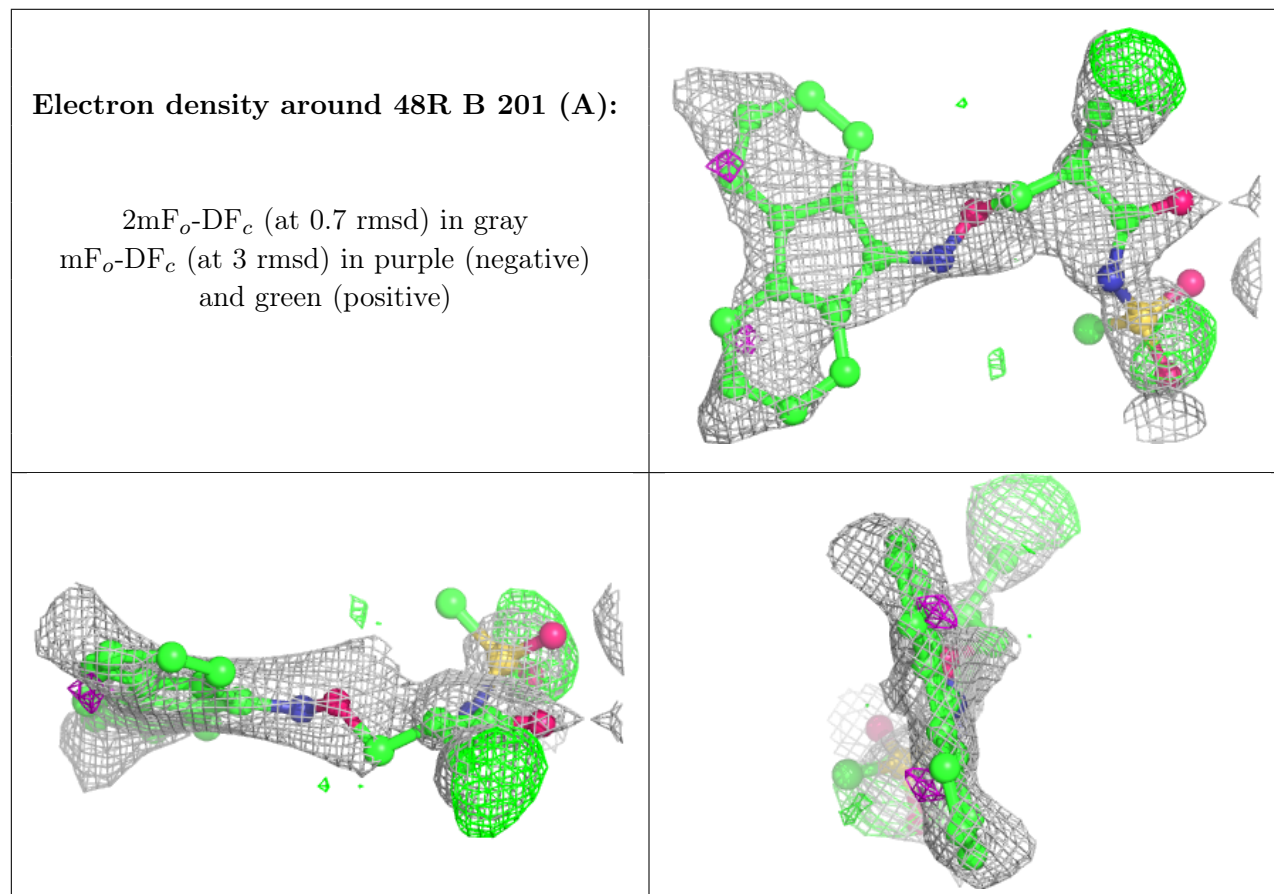 Electron density around 48R B 201 (A):
2mFo-DFc (at 0.7 rmsd) in gray
mFo-DFc (at 3 rmsd) in purple (negative)
and green (positive)